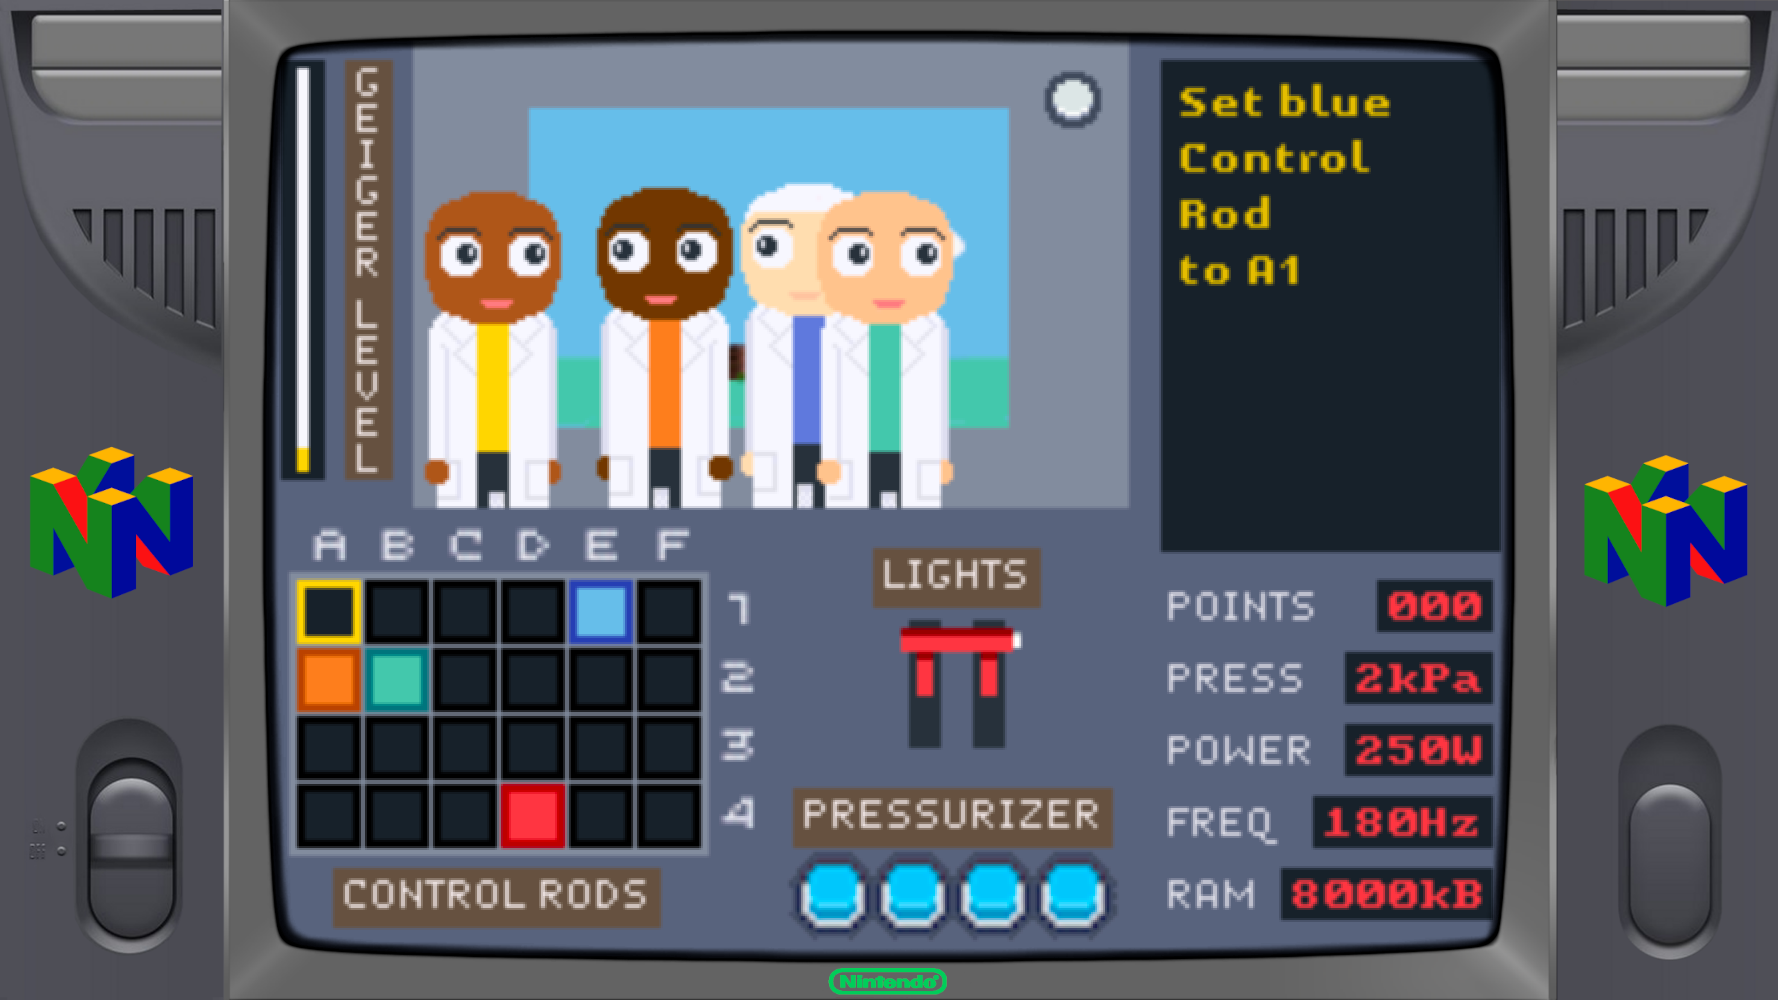 GEIGER LEVEL
Set blue
Control
Rod
to A1
A B C D E F
1
2
3
4
CONTROL RODS
LIGHTS
PRESSURIZER
POINTS 000
PRESS 2kPa
POWER 250W
FREQ 180Hz
RAM 8000kB
Nintendo